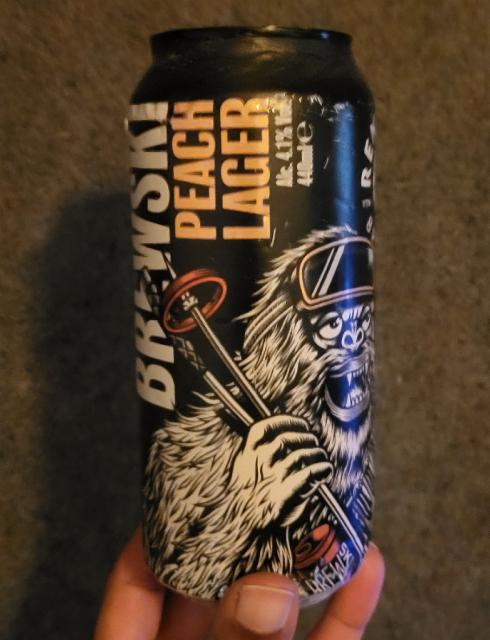 BREWSKI
PEACH
LAGER
Alc. 4.1% Vol.
440ml e